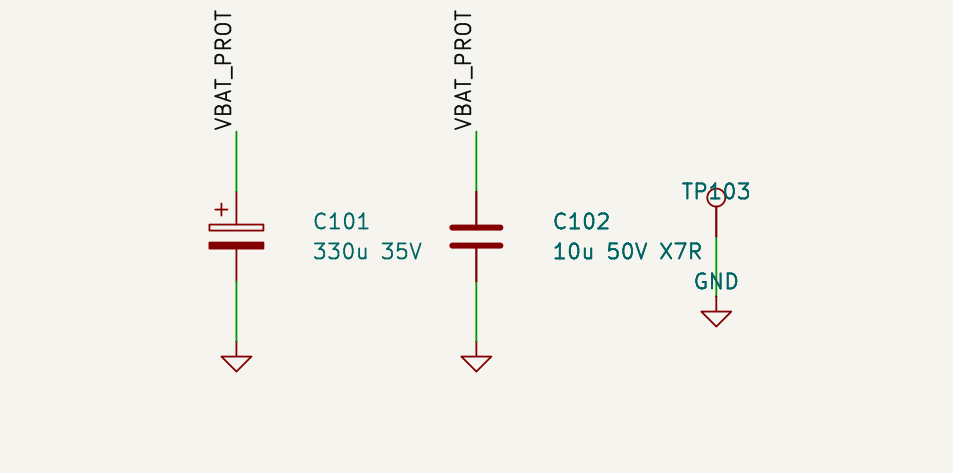 VBAT_PROT
VBAT_PROT
+
C101
330u 35V
C102
10u 50V X7R
TP103
GND